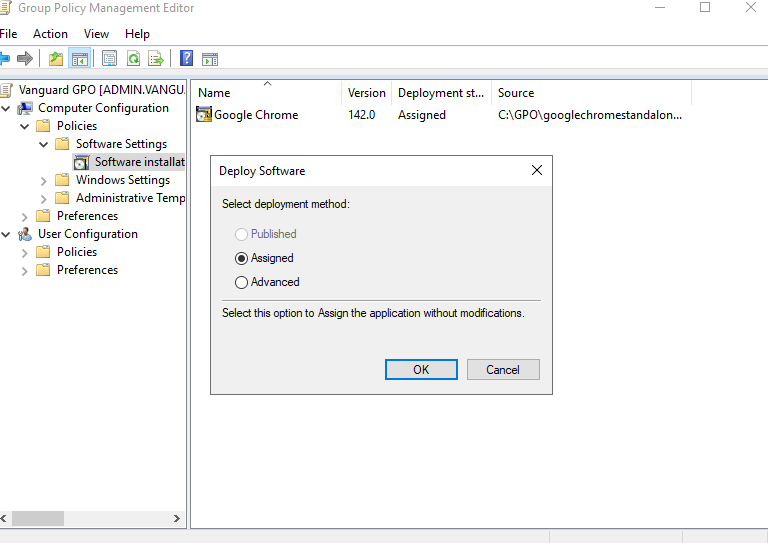 Group Policy Management Editor
File Action View Help
Vanguard GPO [ADMIN.VANGU.
Computer Configuration
Policies
Software Settings
Software installat
Windows Settings
Administrative Temp
Preferences
User Configuration
Policies
Preferences
Name Version Deployment st... Source
Google Chrome 142.0 Assigned C:\GPO\googlechromestandalon...
Deploy Software
Select deployment method:
Published
Assigned
Advanced
Select this option to Assign the application without modifications.
OK Cancel